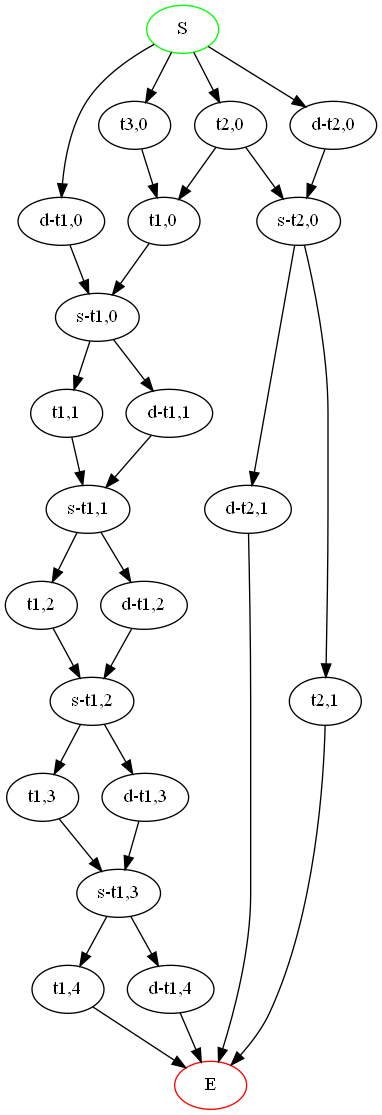 S
t3,0
t2,0
d-t2,0
d-t1,0
t1,0
s-t2,0
s-t1,0
t1,1
d-t1,1
s-t1,1
d-t2,1
t1,2
d-t1,2
s-t1,2
t2,1
t1,3
d-t1,3
s-t1,3
t1,4
d-t1,4
E